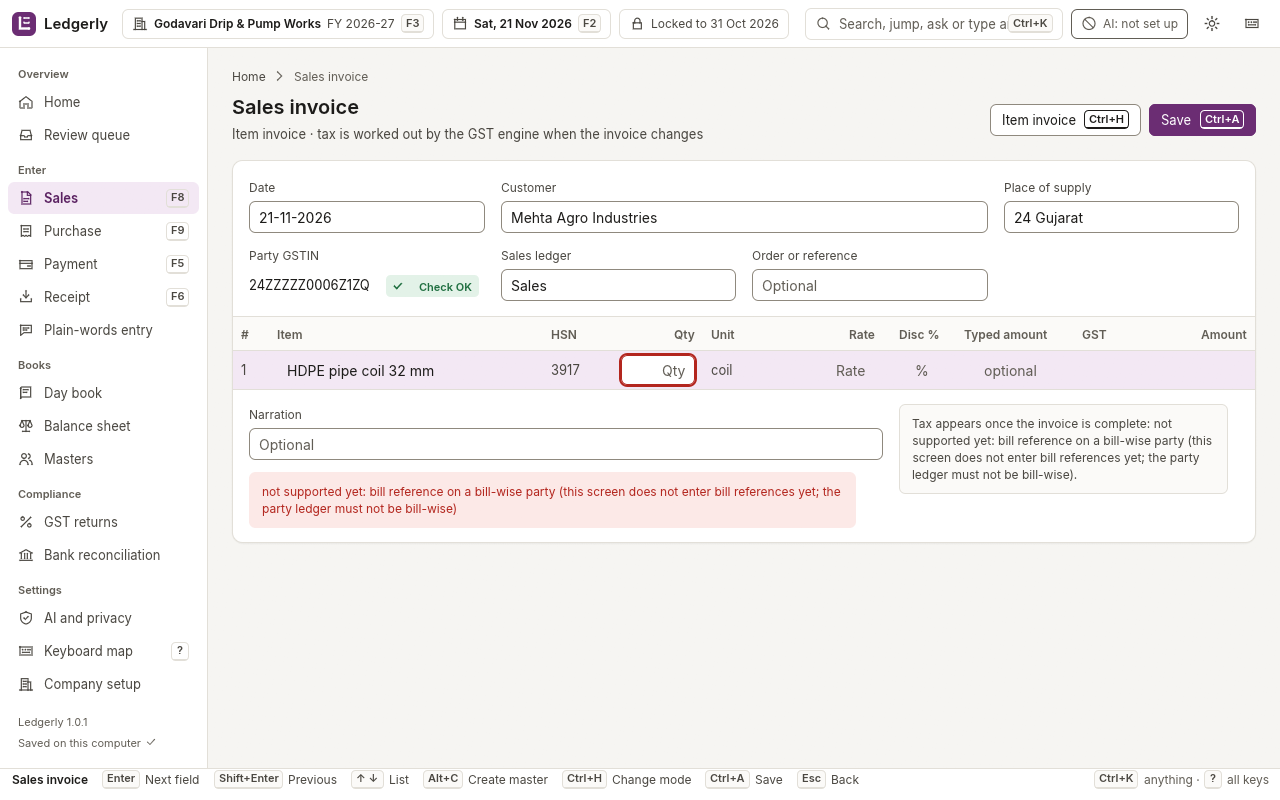 Ledgerly
Godavari Drip & Pump Works FY 2026-27 F3
Sat, 21 Nov 2026 F2
Locked to 31 Oct 2026
Search, jump, ask or type a Ctrl+K
AI: not set up
Overview
Home
Review queue
Enter
Sales F8
Purchase F9
Payment F5
Receipt F6
Plain-words entry
Books
Day book
Balance sheet
Masters
Compliance
GST returns
Bank reconciliation
Settings
AI and privacy
Keyboard map ?
Company setup
Ledgerly 1.0.1
Saved on this computer
Home > Sales invoice
Sales invoice
Item invoice · tax is worked out by the GST engine when the invoice changes
Item invoice Ctrl+H
Save Ctrl+A
Date Customer Place of supply
21-11-2026 Mehta Agro Industries 24 Gujarat
Party GSTIN Sales ledger Order or reference
24ZZZZZ0006Z1ZQ Check OK Sales Optional
# Item HSN Qty Unit Rate Disc % Typed amount GST Amount
1 HDPE pipe coil 32 mm 3917 Qty coil Rate % optional
Narration
Optional
not supported yet: bill reference on a bill-wise party (this screen does not enter bill references yet; the
party ledger must not be bill-wise)
Tax appears once the invoice is complete: not
supported yet: bill reference on a bill-wise party (this
screen does not enter bill references yet; the party
ledger must not be bill-wise).
Sales invoice Enter Next field Shift+Enter Previous ↑ ↓ List Alt+C Create master Ctrl+H Change mode Ctrl+A Save Esc Back Ctrl+K anything · ? all keys